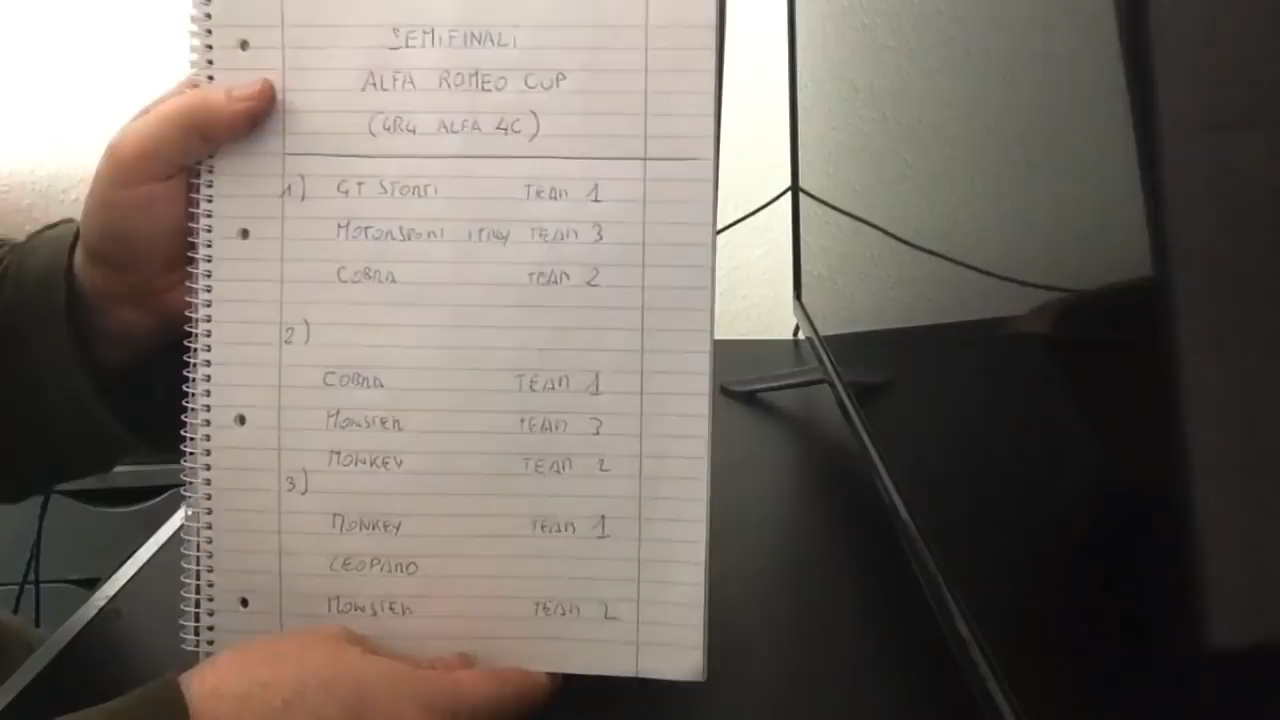 SEMIFINALI
ALFA ROMEO CUP
(GR4 ALFA 4C)
1) GT STORTI TEAM 1
MOTORSPORT ITALY TEAM 3
COBRA TEAM 2
2)
COBRA TEAM 1
MONSTER TEAM 3
MONKEY TEAM 2
3)
MONKEY TEAM 1
LEOPARD
MONSTER TEAM 2